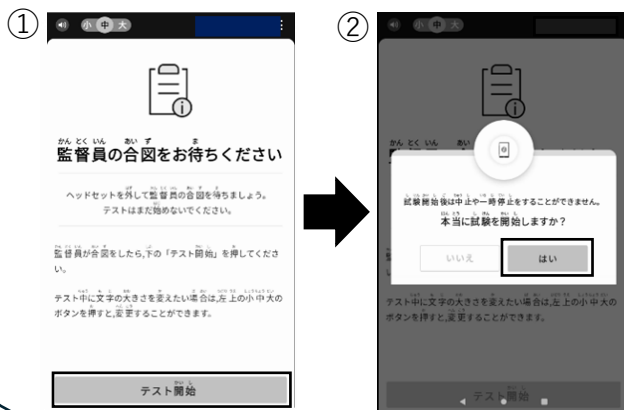 ①
小 中 大
監督員の合図をお待ちください
ヘッドセットを外して監督員の合図を待ちましょう。
テストはまだ始めないでください。
監督員が合図をしたら,下の「テスト開始」を押してくださ
い。
テスト中に文字の大きさを変えたい場合は,左上の小中大の
ボタンを押すと,変更することができます。
テスト開始
②
小 中 大
試験開始後は中止や一時停止をすることができません。
本当に試験を開始しますか？
いいえ はい
テスト中に文字の大きさを変えたい場合は,左上の小中大の
ボタンを押すと,変更することができます。
テスト開始